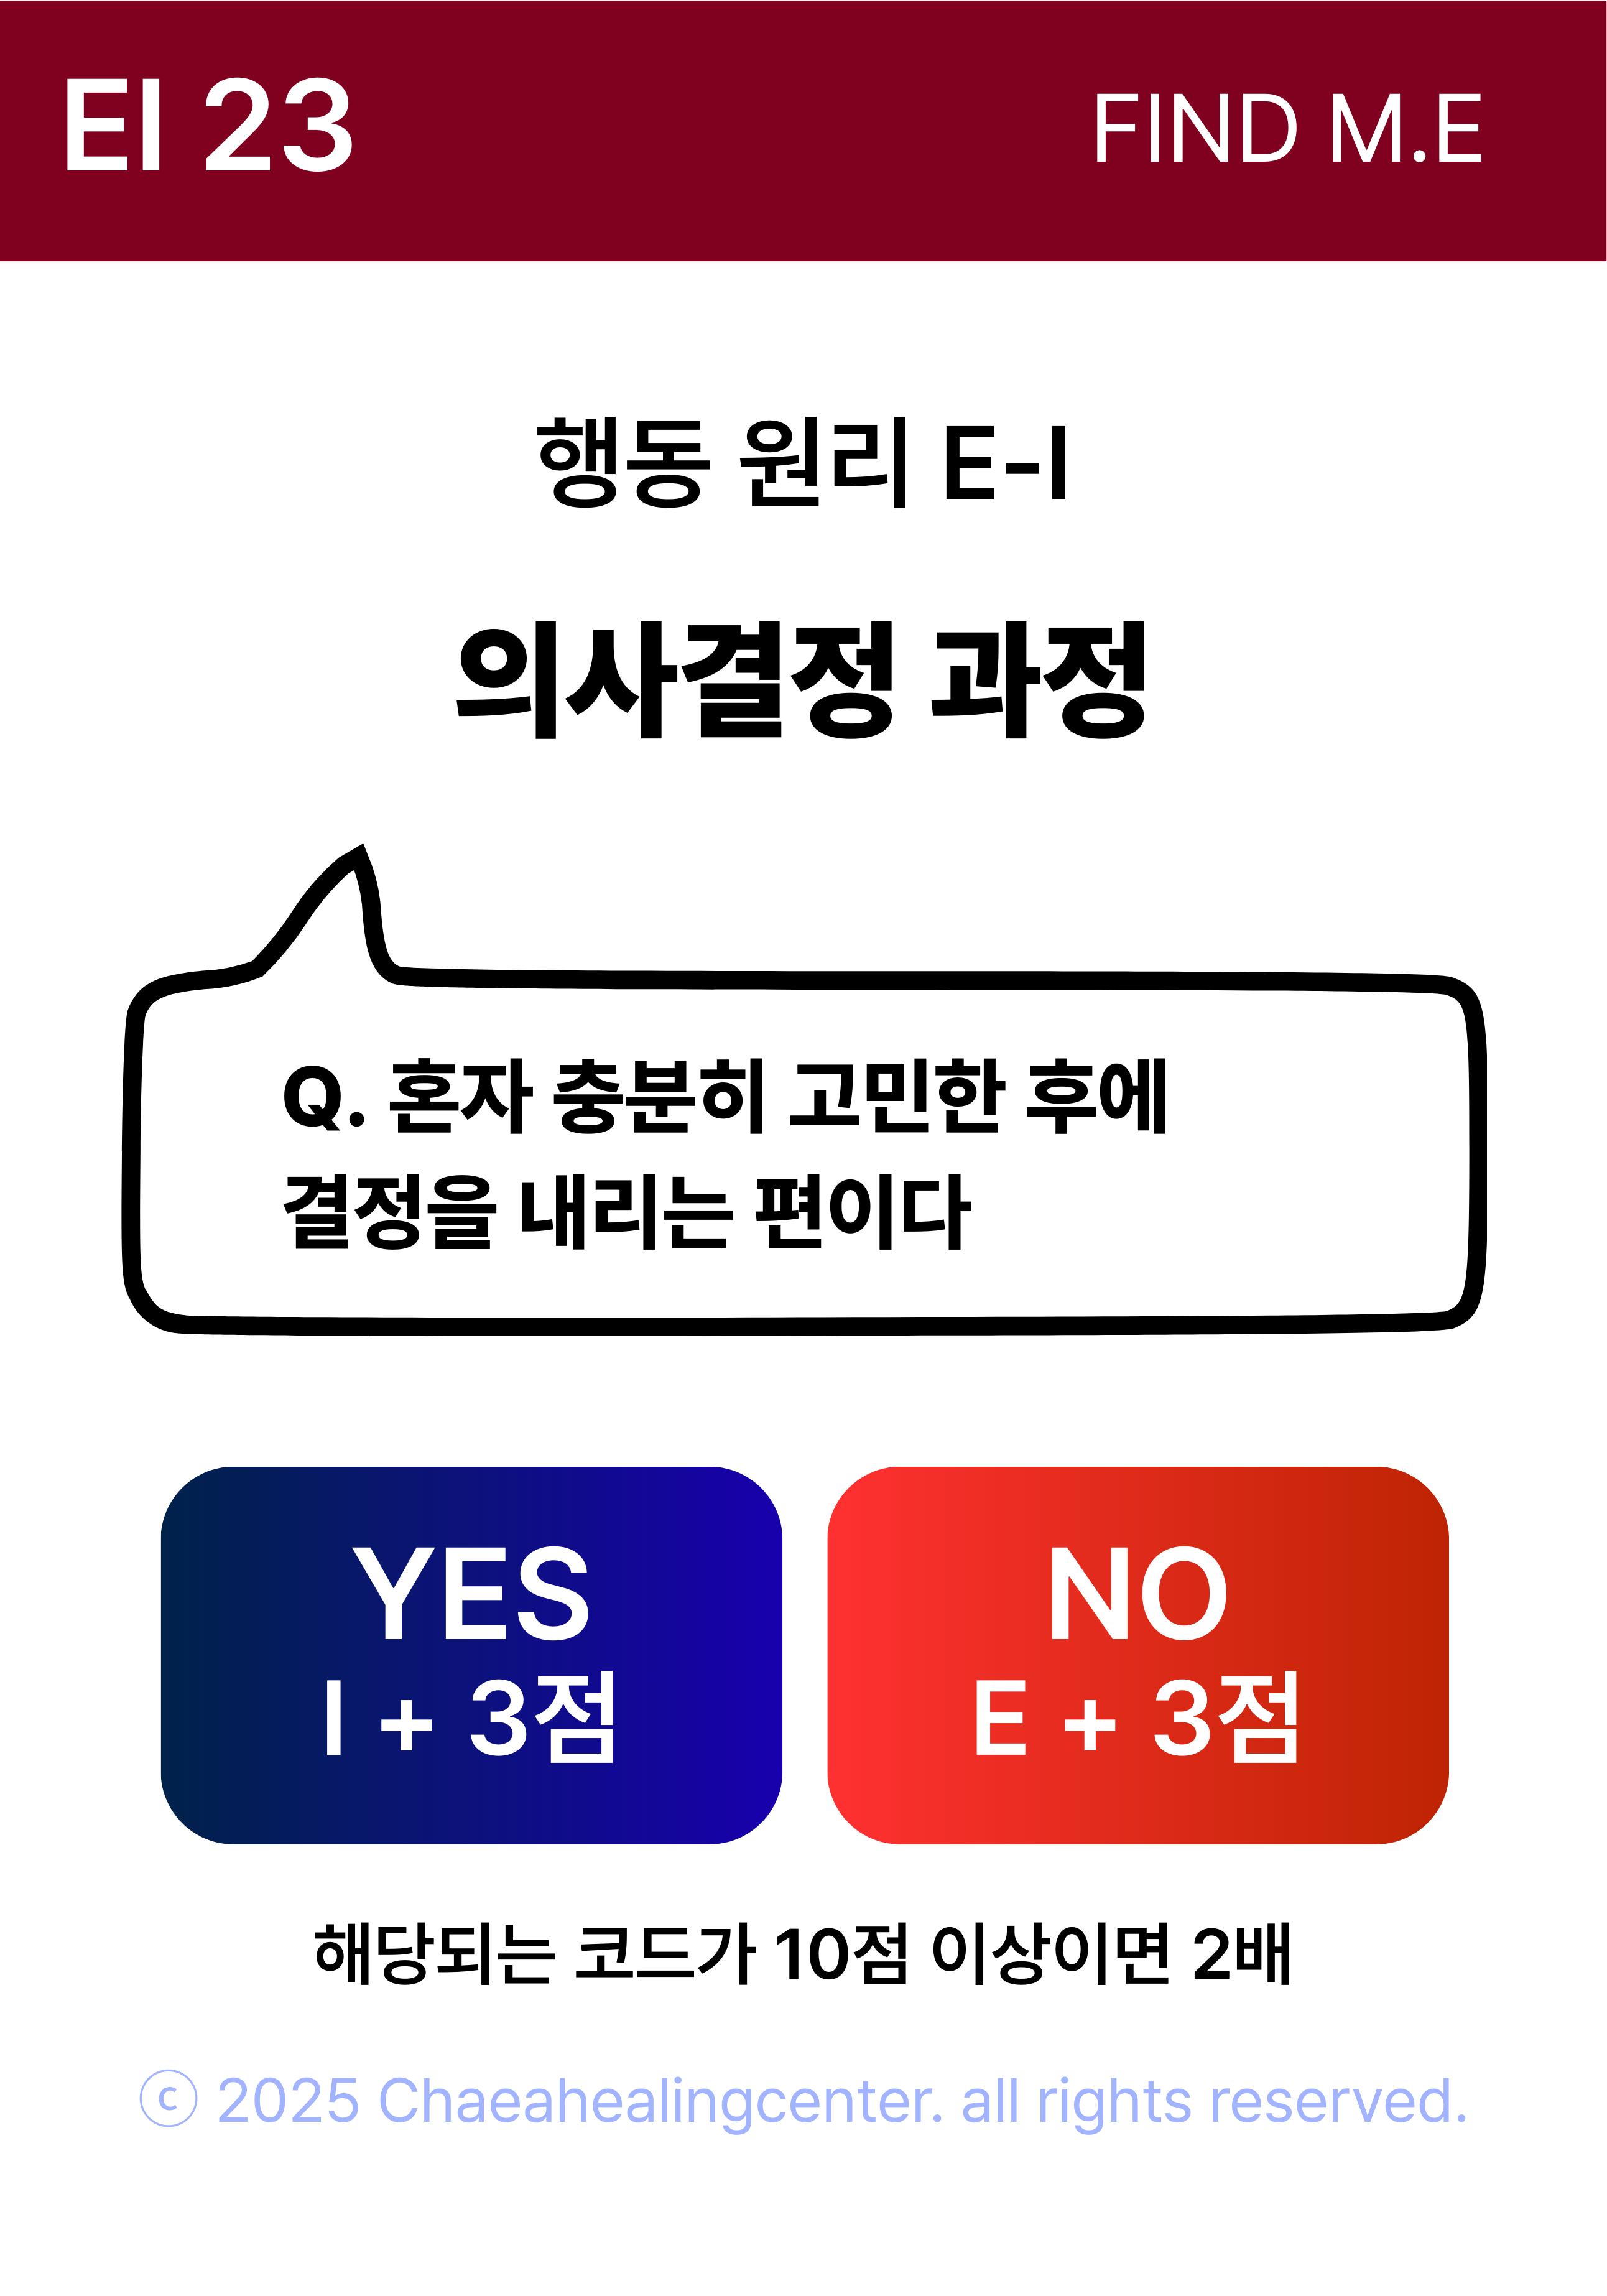 EI 23
FIND M.E
행동 원리 E-I
의사결정 과정
Q. 혼자 충분히 고민한 후에
결정을 내리는 편이다
YES
I + 3점
NO
E + 3점
해당되는 코드가 10점 이상이면 2배
ⓒ 2025 Chaeahealingcenter. all rights reserved.